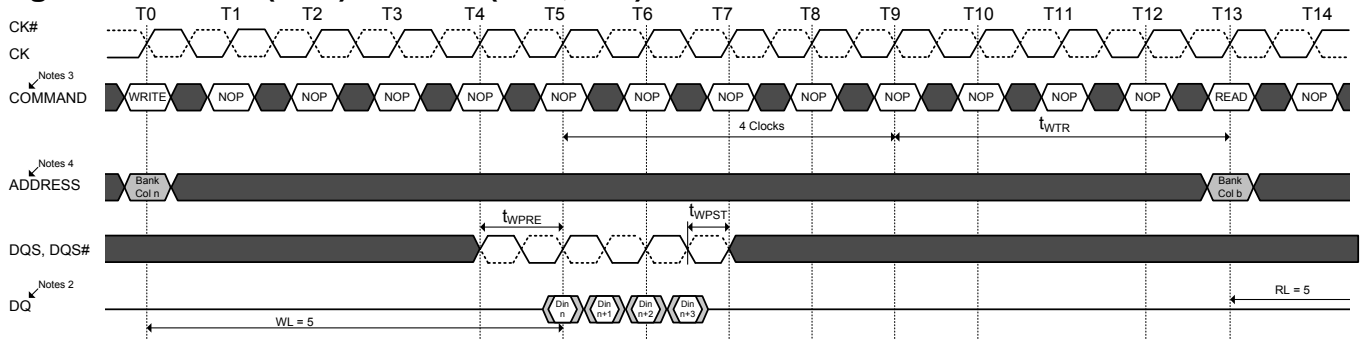 T0 T1 T2 T3 T4 T5 T6 T7 T8 T9 T10 T11 T12 T13 T14
CK#
CK
Notes 3
COMMAND WRITE NOP NOP NOP NOP NOP NOP NOP NOP NOP NOP NOP NOP READ NOP
4 Clocks tWTR
Notes 4
ADDRESS Bank Col n Bank Col b
tWPRE tWPST
DQS, DQS#
Notes 2
DQ Din n Din n+1 Din n+2 Din n+3 RL = 5
WL = 5